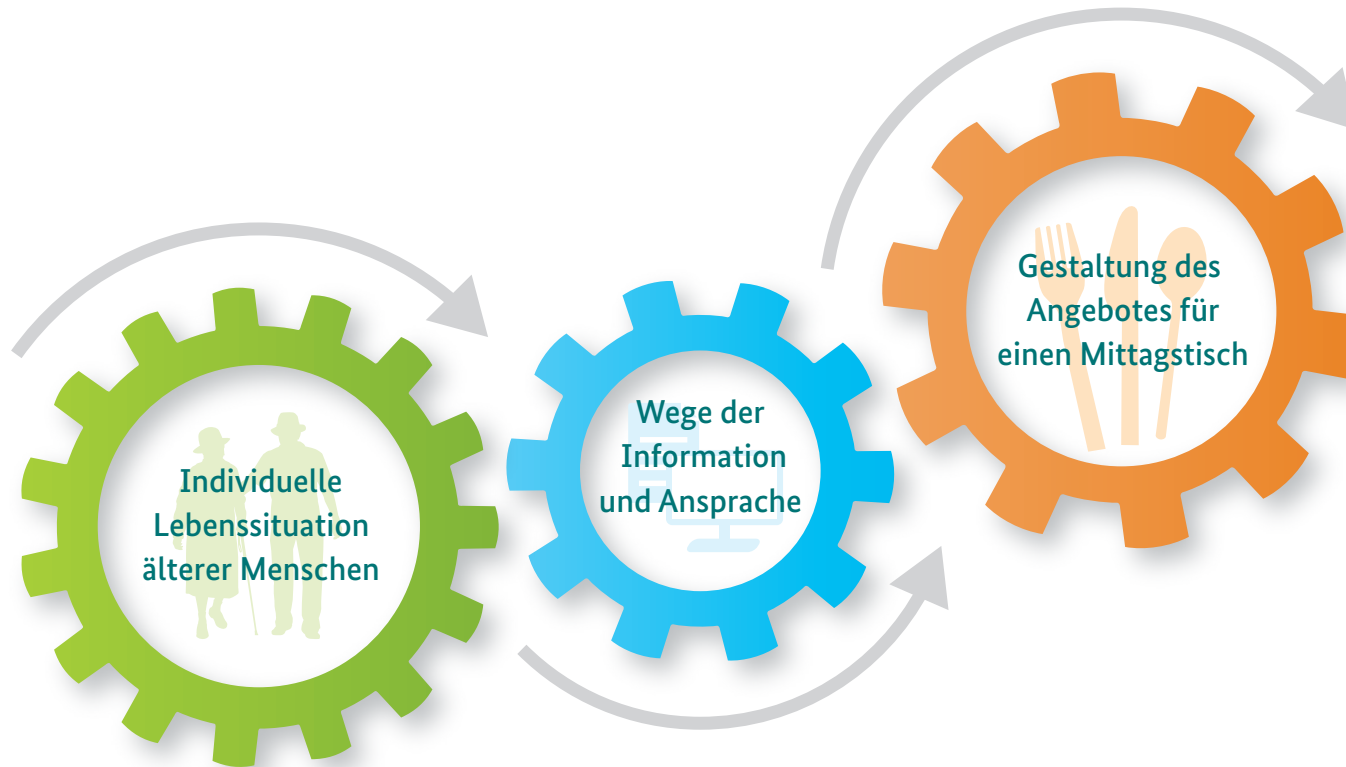 Individuelle
Lebenssituation
älterer Menschen
Wege der
Information
und Ansprache
Gestaltung des
Angebotes für
einen Mittagstisch